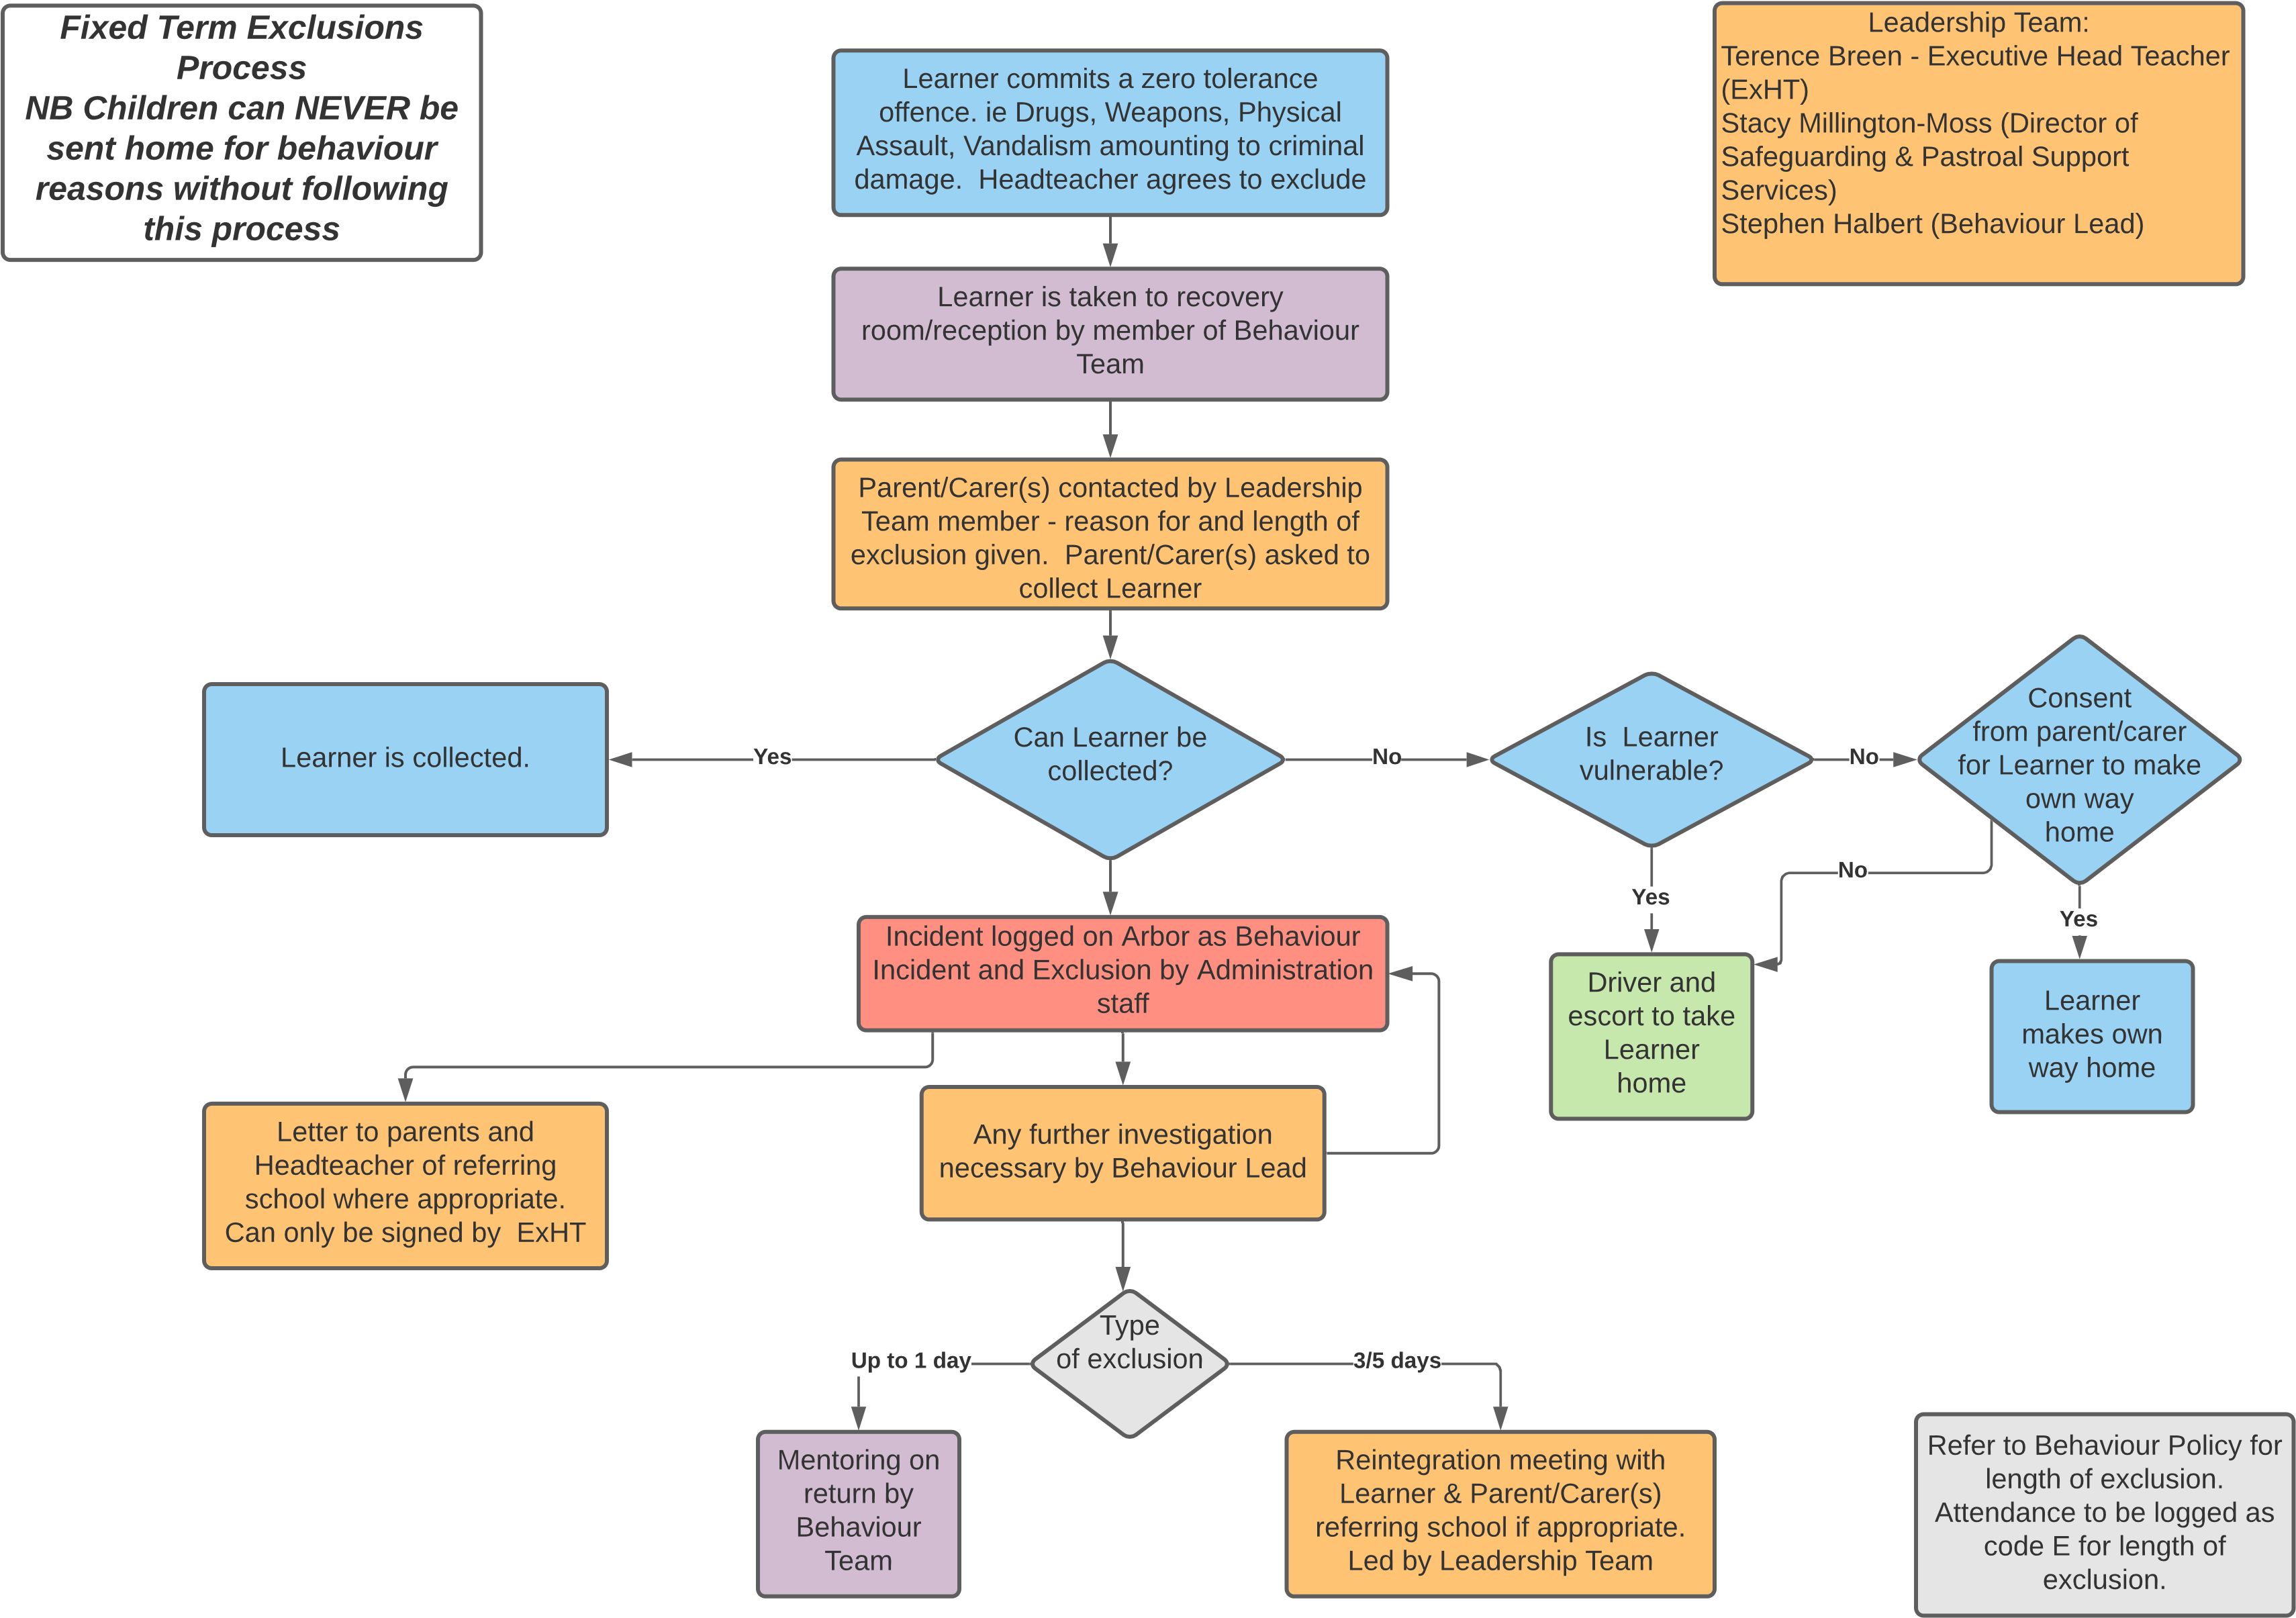 Fixed Term Exclusions
Process
NB Children can NEVER be
sent home for behaviour
reasons without following
this process
Leadership Team:
Terence Breen - Executive Head Teacher
(ExHT)
Stacy Millington-Moss (Director of
Safeguarding & Pastroal Support
Services)
Stephen Halbert (Behaviour Lead)
Learner commits a zero tolerance
offence. ie Drugs, Weapons, Physical
Assault, Vandalism amounting to criminal
damage.  Headteacher agrees to exclude
Learner is taken to recovery
room/reception by member of Behaviour
Team
Parent/Carer(s) contacted by Leadership
Team member - reason for and length of
exclusion given.  Parent/Carer(s) asked to
collect Learner
Learner is collected.
Yes
Can Learner be
collected?
No
Is  Learner
vulnerable?
No
Consent
from parent/carer
for Learner to make
own way
home
No
Yes
Yes
Incident logged on Arbor as Behaviour
Incident and Exclusion by Administration
staff
Driver and
escort to take
Learner
home
Learner
makes own
way home
Letter to parents and
Headteacher of referring
school where appropriate.
Can only be signed by  ExHT
Any further investigation
necessary by Behaviour Lead
Type
of exclusion
Up to 1 day
3/5 days
Mentoring on
return by
Behaviour
Team
Reintegration meeting with
Learner & Parent/Carer(s)
referring school if appropriate.
Led by Leadership Team
Refer to Behaviour Policy for
length of exclusion.
Attendance to be logged as
code E for length of
exclusion.